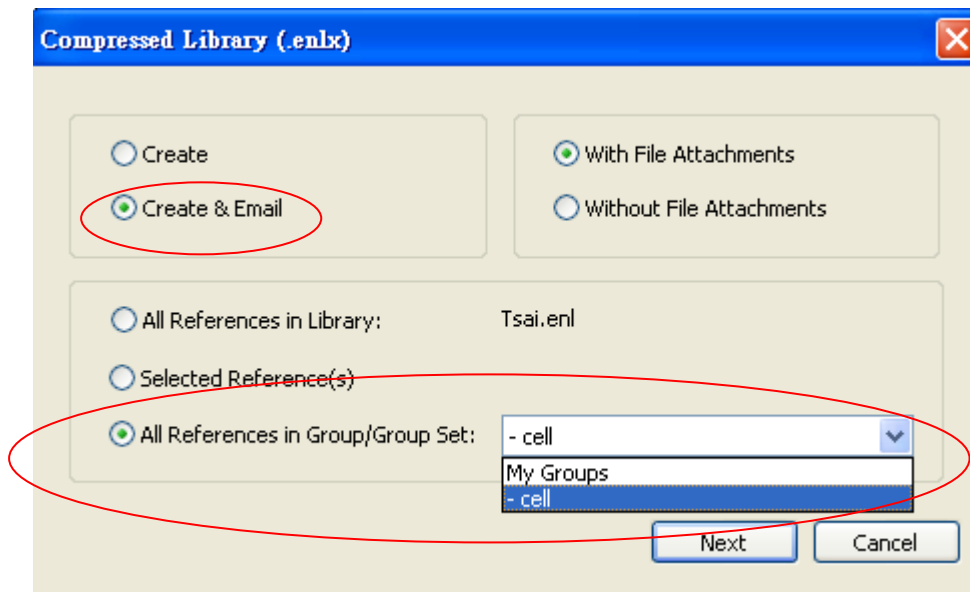 Compressed Library (.enlx)
Create
Create & Email
With File Attachments
Without File Attachments
All References in Library:
Tsai.enl
Selected Reference(s)
All References in Group/Group Set:
- cell
My Groups
- cell
Next
Cancel